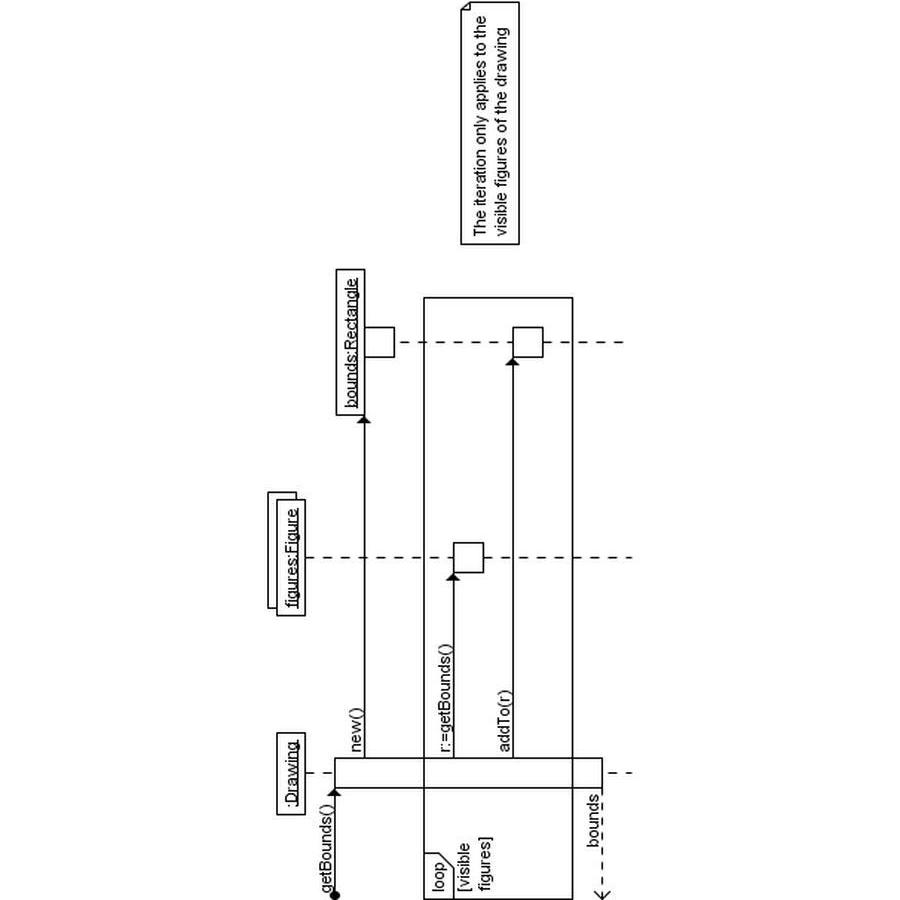 :Drawing
figures:Figure
bounds:Rectangle
getBounds()
new()
loop
[visible
figures]
r:=getBounds()
addTo(r)
bounds
The iteration only applies to the
visible figures of the drawing